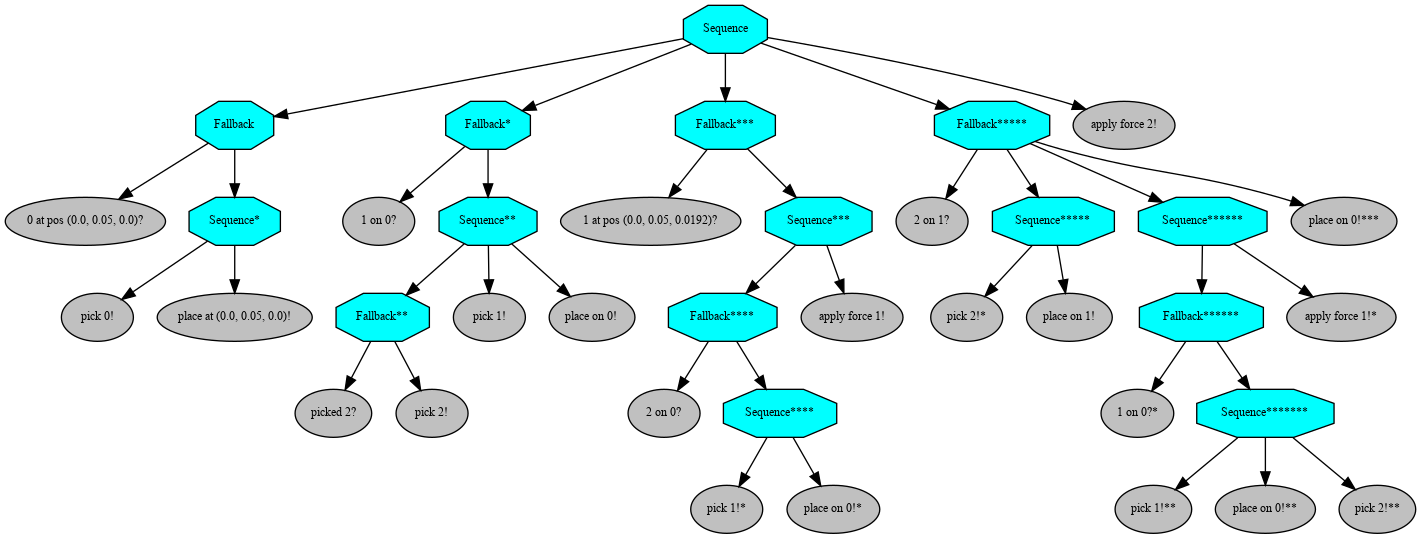 Sequence
Fallback
Fallback*
Fallback***
Fallback*****
apply force 2!
0 at pos (0.0, 0.05, 0.0)?
Sequence*
1 on 0?
Sequence**
1 at pos (0.0, 0.05, 0.0192)?
Sequence***
2 on 1?
Sequence*****
Sequence******
place on 0!***
pick 0!
place at (0.0, 0.05, 0.0)!
Fallback**
pick 1!
place on 0!
Fallback****
apply force 1!
pick 2!*
place on 1!
Fallback******
apply force 1!*
picked 2?
pick 2!
2 on 0?
Sequence****
1 on 0?*
Sequence*******
pick 1!*
place on 0!*
pick 1!**
place on 0!**
pick 2!**